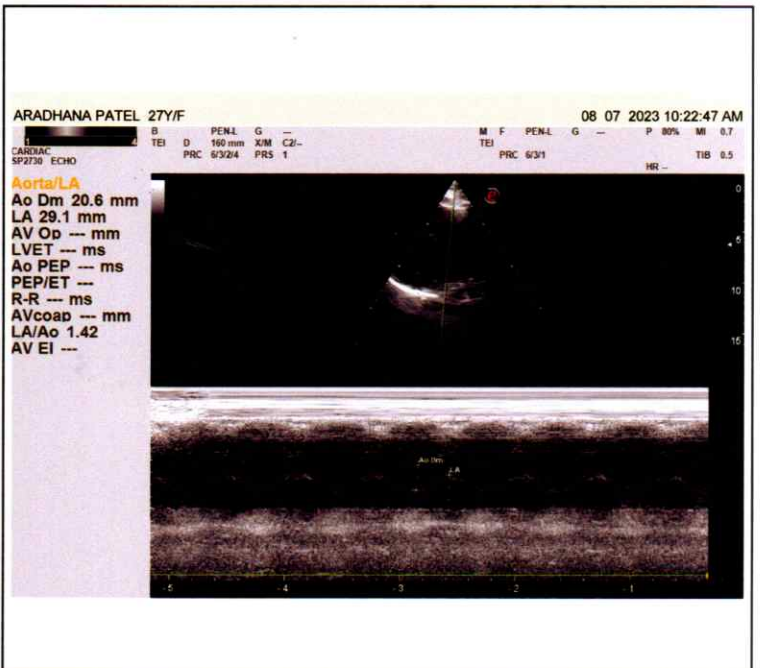 ARADHANA PATEL 27Y/F 08 07 2023 10:22:47 AM
B PEN-L G — M F PEN-L G — P 80% MI 0.7
TEI D 160 mm X/M C2/-- TEI
PRC 6/3/2/4 PRS 1 PRC 6/3/1 TIB 0.5
HR --
CARDIAC
SP2730 ECHO
Aorta/LA
Ao Dm 20.6 mm
LA 29.1 mm
AV Op --- mm
LVET --- ms
Ao PEP --- ms
PEP/ET ---
R-R --- ms
AVcoap --- mm
LA/Ao 1.42
AV EI ---
0
5
10
15
Ao Dm
LA
-5 -4 -3 -2 -1